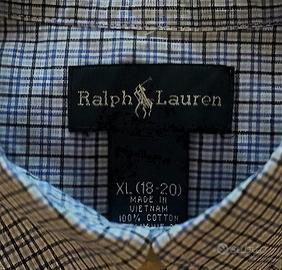 Ralph Lauren
XL (18-20)
MADE IN
VIETNAM
100% COTTON